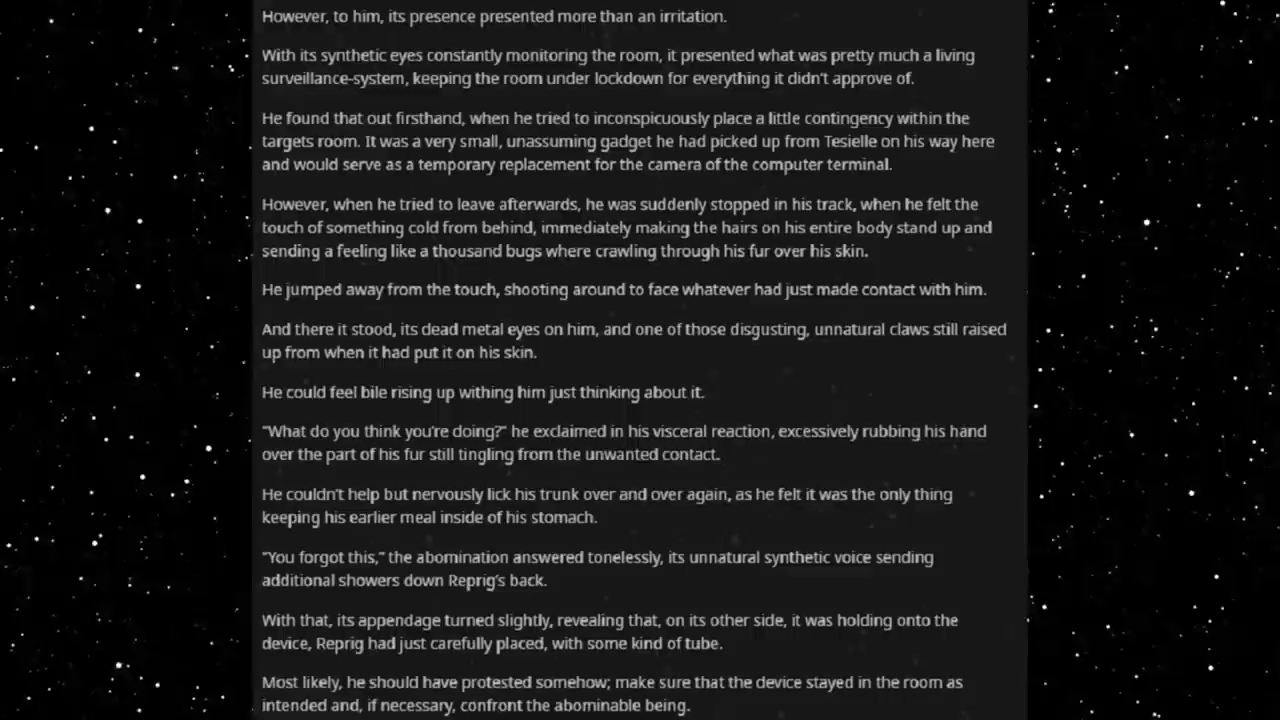 However, to him, its presence presented more than an irritation.
With its synthetic eyes constantly monitoring the room, it presented what was pretty much a living
surveillance-system, keeping the room under lockdown for everything it didn't approve of.
He found that out firsthand, when he tried to inconspicuously place a little contingency within the
targets room. It was a very small, unassuming gadget he had picked up from Tesielle on his way here
and would serve as a temporary replacement for the camera of the computer terminal.
However, when he tried to leave afterwards, he was suddenly stopped in his track, when he felt the
touch of something cold from behind, immediately making the hairs on his entire body stand up and
sending a feeling like a thousand bugs where crawling through his fur over his skin.
He jumped away from the touch, shooting around to face whatever had just made contact with him.
And there it stood, its dead metal eyes on him, and one of those disgusting, unnatural claws still raised
up from when it had put it on his skin.
He could feel bile rising up withing him just thinking about it.
"What do you think you're doing?" he exclaimed in his visceral reaction, excessively rubbing his hand
over the part of his fur still tingling from the unwanted contact.
He couldn't help but nervously lick his trunk over and over again, as he felt it was the only thing
keeping his earlier meal inside of his stomach.
"You forgot this," the abomination answered tonelessly, its unnatural synthetic voice sending
additional showers down Reprig's back.
With that, its appendage turned slightly, revealing that, on its other side, it was holding onto the
device, Reprig had just carefully placed, with some kind of tube.
Most likely, he should have protested somehow; make sure that the device stayed in the room as
intended and, if necessary, confront the abominable being.